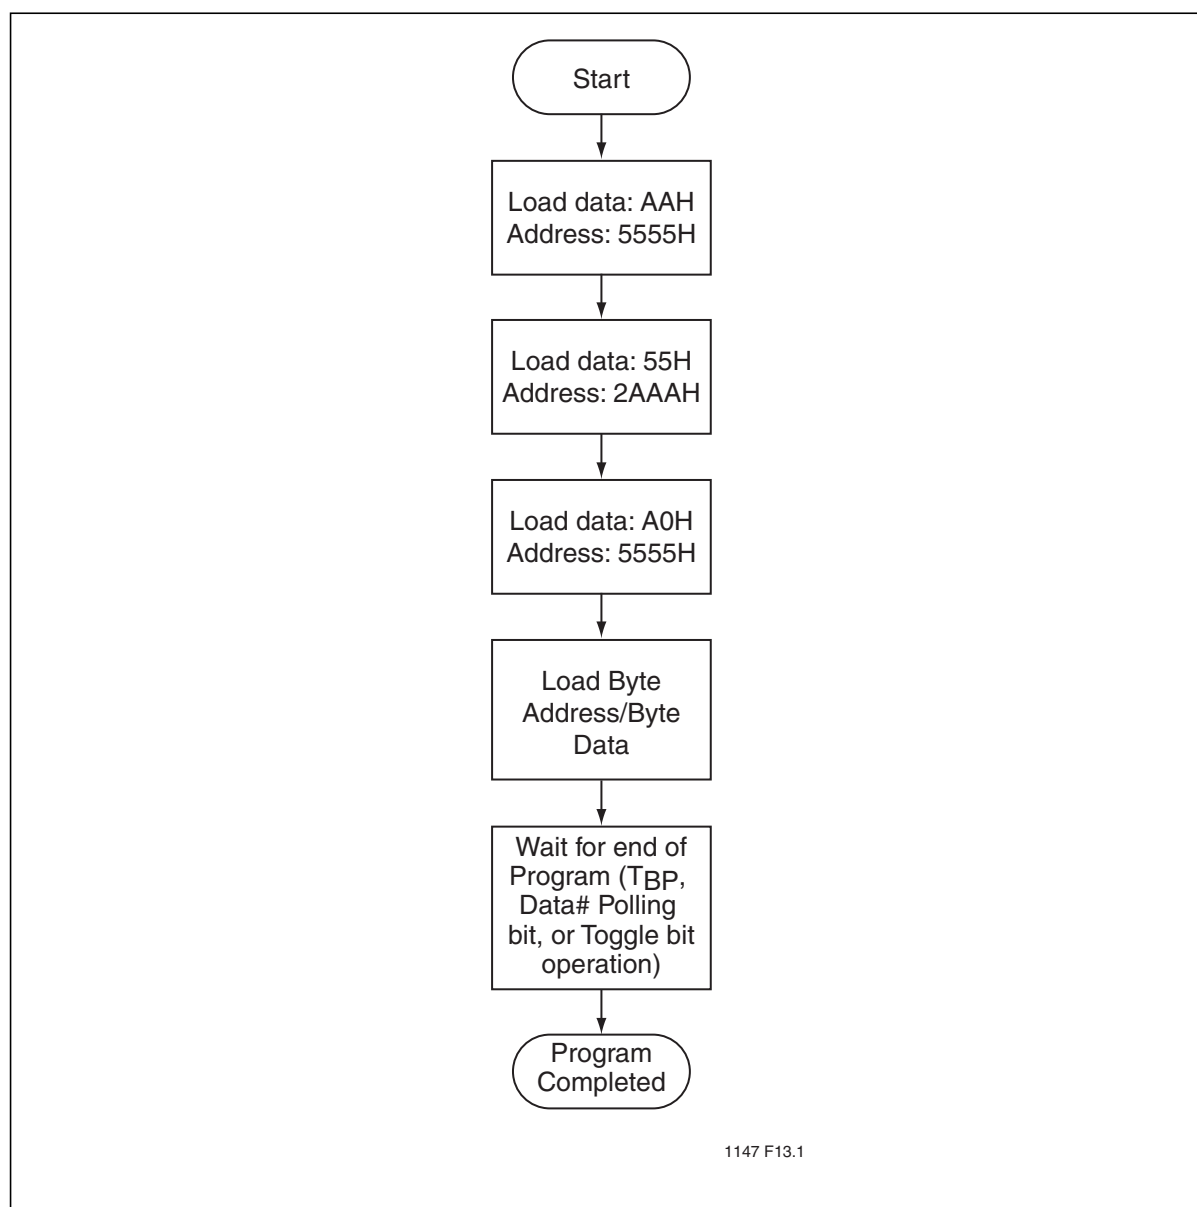 Start
Load data: AAH
Address: 5555H
Load data: 55H
Address: 2AAAH
Load data: A0H
Address: 5555H
Load Byte
Address/Byte
Data
Wait for end of
Program (TBP,
Data# Polling
bit, or Toggle bit
operation)
Program
Completed
1147 F13.1